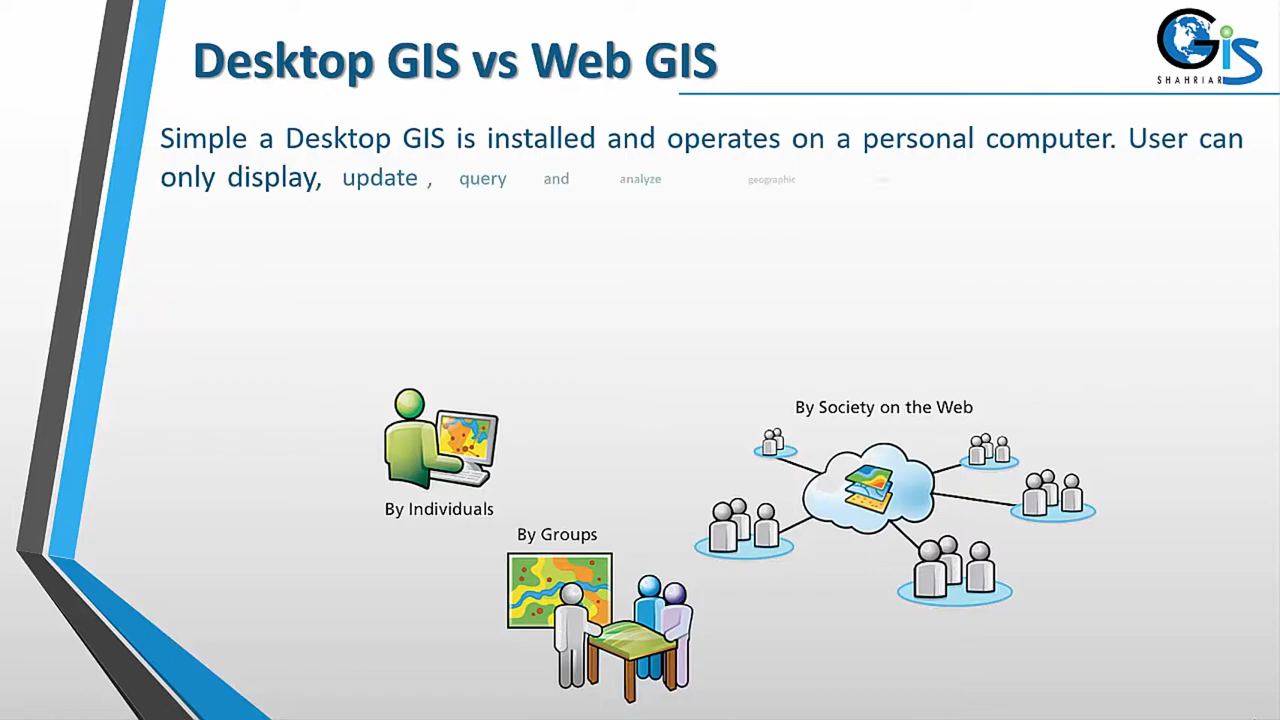 Desktop GIS vs Web GIS
GIS
SHAHRIAR
Simple a Desktop GIS is installed and operates on a personal computer. User can
only display, update , query and analyze geographic
By Society on the Web
By Individuals
By Groups